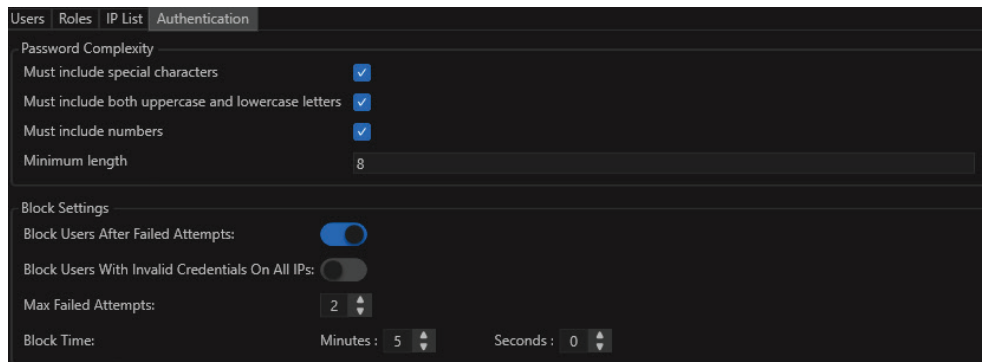 Users Roles IP List Authentication
Password Complexity
Must include special characters
Must include both uppercase and lowercase letters
Must include numbers
Minimum length 8
Block Settings
Block Users After Failed Attempts:
Block Users With Invalid Credentials On All IPs:
Max Failed Attempts: 2
Block Time: Minutes : 5 Seconds : 0